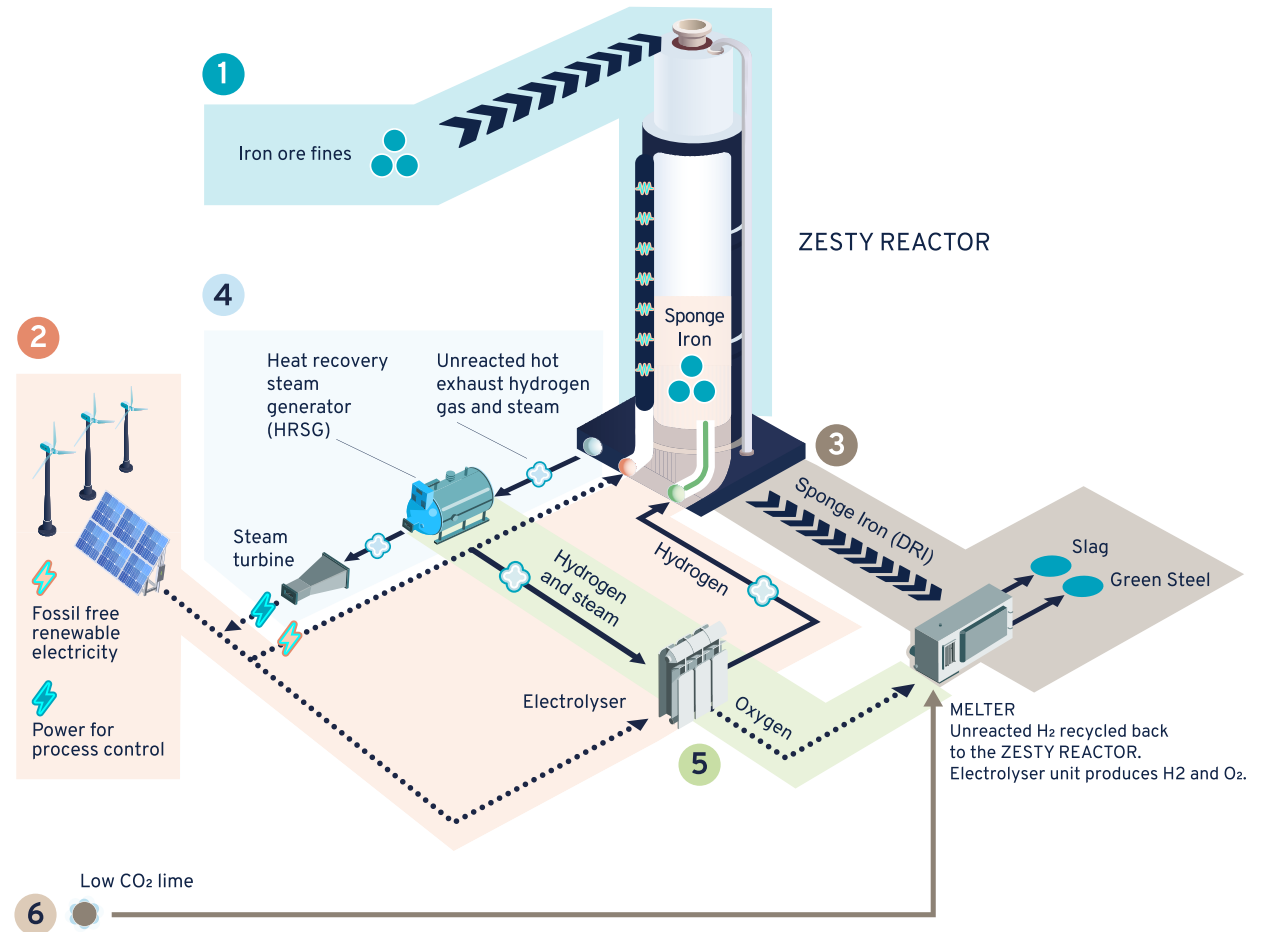 1
Iron ore fines
ZESTY REACTOR
Sponge
Iron
4
2
Heat recovery
steam
generator
(HRSG)
Unreacted hot
exhaust hydrogen
gas and steam
3
Sponge Iron (DRI)
Steam
turbine
Hydrogen
and steam
Hydrogen
Slag
Green Steel
Fossil free
renewable
electricity
Power for
process control
Electrolyser
Oxygen
5
MELTER
Unreacted H₂ recycled back
to the ZESTY REACTOR.
Electrolyser unit produces H2 and O₂.
Low CO₂ lime
6